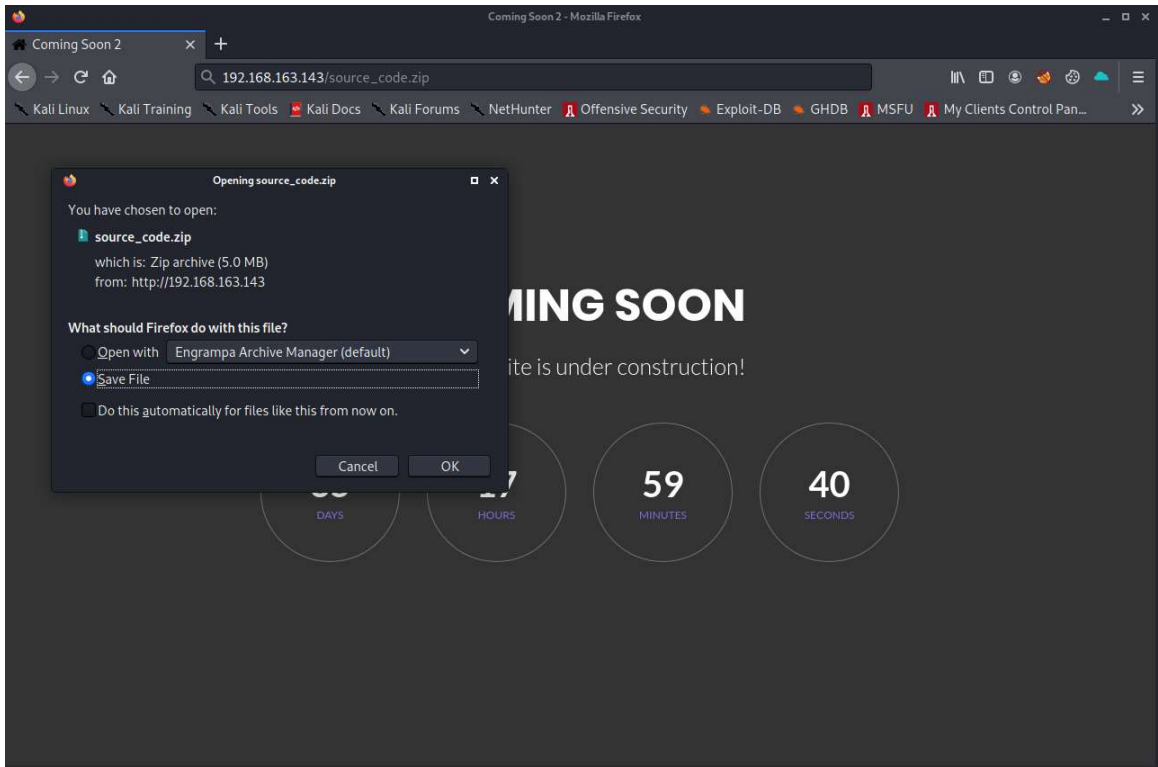 Coming Soon 2 - Mozilla Firefox
Coming Soon 2
192.168.163.143/source_code.zip
Kali Linux Kali Training Kali Tools Kali Docs Kali Forums NetHunter Offensive Security Exploit-DB GHDB MSFU My Clients Control Pan...
Opening source_code.zip
You have chosen to open:
source_code.zip
which is: Zip archive (5.0 MB)
from: http://192.168.163.143
What should Firefox do with this file?
Open with Engrampa Archive Manager (default)
Save File
Do this automatically for files like this from now on.
Cancel OK
MING SOON
ite is under construction!
59 40
DAYS HOURS MINUTES SECONDS